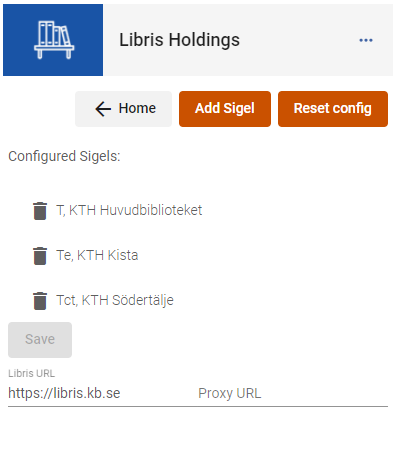 Libris Holdings
Home Add Sigel Reset config
Configured Sigels:
T, KTH Huvudbiblioteket
Te, KTH Kista
Tct, KTH Södertälje
Save
Libris URL
https://libris.kb.se Proxy URL